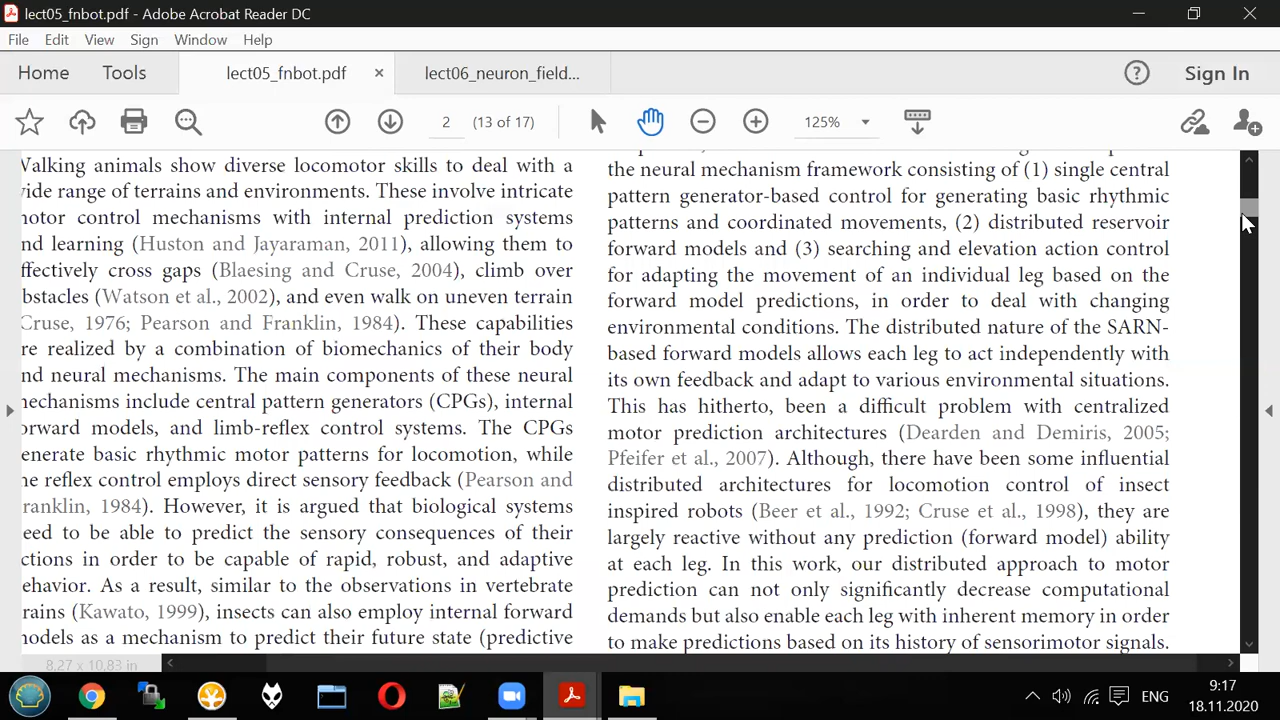 lect05_fnbot.pdf - Adobe Acrobat Reader DC
File Edit View Sign Window Help
Home Tools lect05_fnbot.pdf × lect06_neuron_field... ? Sign In
2 (13 of 17) 125%
Walking animals show diverse locomotor skills to deal with a
wide range of terrains and environments. These involve intricate
motor control mechanisms with internal prediction systems
nd learning (Huston and Jayaraman, 2011), allowing them to
ffectively cross gaps (Blaesing and Cruse, 2004), climb over
bstacles (Watson et al., 2002), and even walk on uneven terrain
Cruse, 1976; Pearson and Franklin, 1984). These capabilities
re realized by a combination of biomechanics of their body
nd neural mechanisms. The main components of these neural
mechanisms include central pattern generators (CPGs), internal
orward models, and limb-reflex control systems. The CPGs
enerate basic rhythmic motor patterns for locomotion, while
he reflex control employs direct sensory feedback (Pearson and
ranklin, 1984). However, it is argued that biological systems
eed to be able to predict the sensory consequences of their
ctions in order to be capable of rapid, robust, and adaptive
ehavior. As a result, similar to the observations in vertebrate
rains (Kawato, 1999), insects can also employ internal forward
models as a mechanism to predict their future state (predictive
the neural mechanism framework consisting of (1) single central
pattern generator-based control for generating basic rhythmic
patterns and coordinated movements, (2) distributed reservoir
forward models and (3) searching and elevation action control
for adapting the movement of an individual leg based on the
forward model predictions, in order to deal with changing
environmental conditions. The distributed nature of the SARN-
based forward models allows each leg to act independently with
its own feedback and adapt to various environmental situations.
This has hitherto, been a difficult problem with centralized
motor prediction architectures (Dearden and Demiris, 2005;
Pfeifer et al., 2007). Although, there have been some influential
distributed architectures for locomotion control of insect
inspired robots (Beer et al., 1992; Cruse et al., 1998), they are
largely reactive without any prediction (forward model) ability
at each leg. In this work, our distributed approach to motor
prediction can not only significantly decrease computational
demands but also enable each leg with inherent memory in order
to make predictions based on its history of sensorimotor signals.
8,27 x 10,83 in
ENG
9:17
18.11.2020